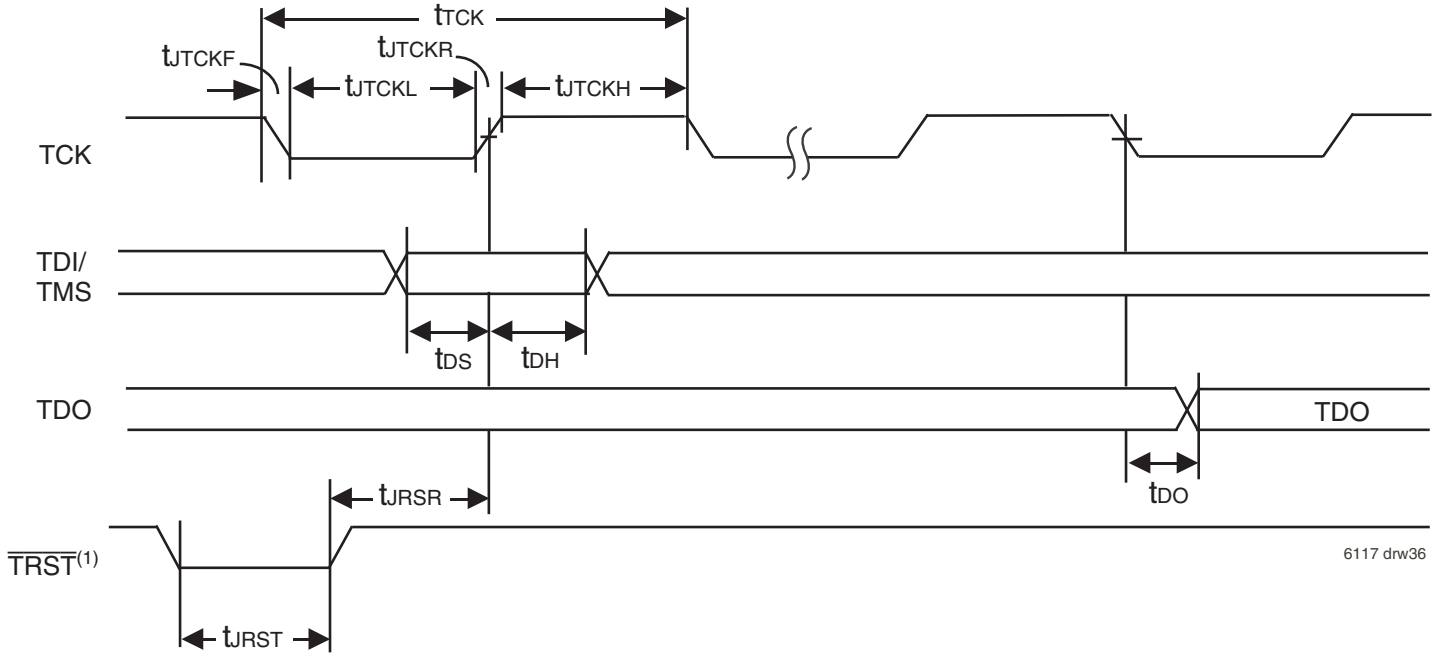 tTCK
tJTCKF
tJTCKR
tJTCKL
tJTCKH
TCK
TDI/
TMS
tDS
tDH
TDO
TDO
tDO
tJRSR
TRST(1)
6117 drw36
tJRST